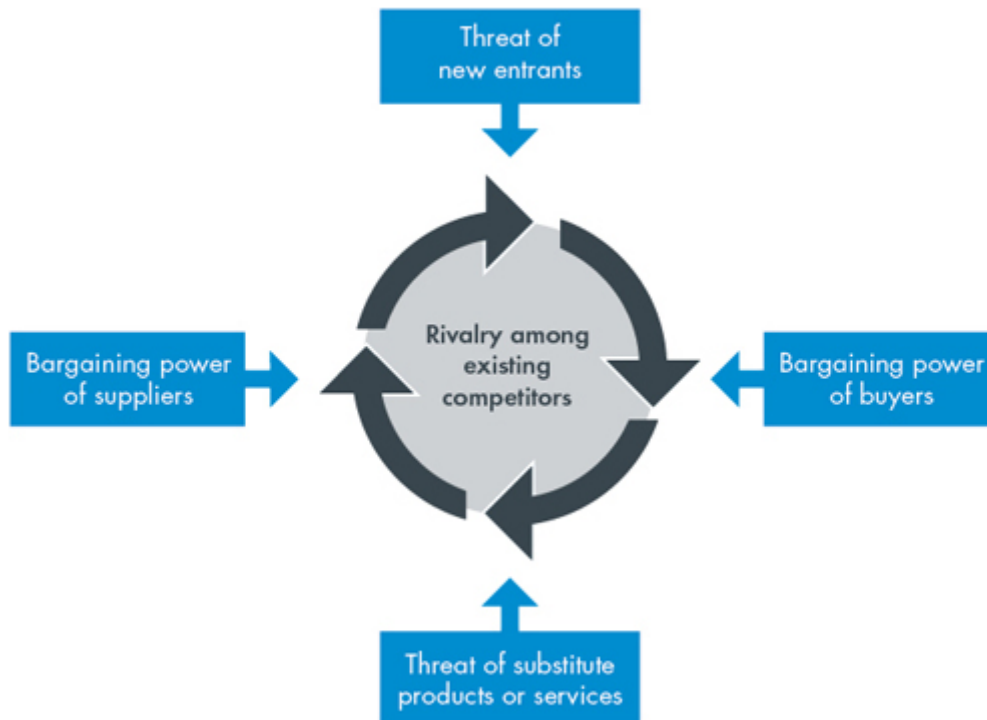 Threat of
new entrants
Bargaining power
of suppliers
Rivalry among
existing
competitors
Bargaining power
of buyers
Threat of substitute
products or services